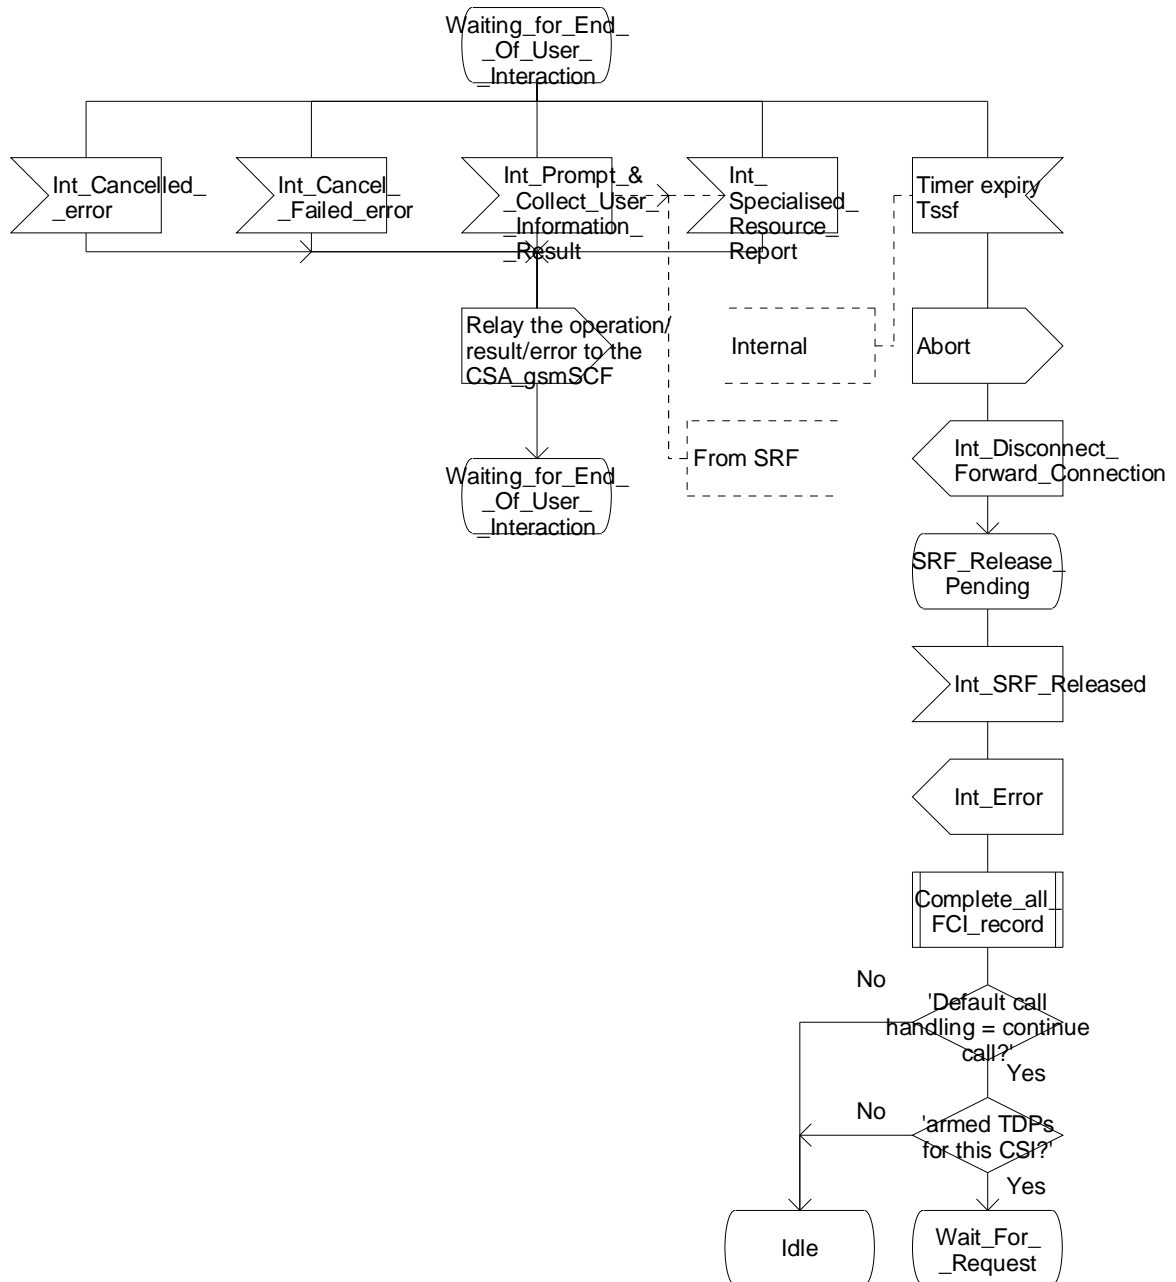 Waiting_for_End_
_Of_User_
_Interaction
Int_Cancelled_
_error
Int_Cancel_
_Failed_error
Int_Prompt_&
_Collect_User_
_Information_
_Result
Int_
Specialised_
Resource_
Report
Timer expiry
Tssf
Relay the operation/
result/error to the
CSA_gsmSCF
Internal
Abort
Waiting_for_End_
_Of_User_
_Interaction
From SRF
Int_Disconnect_
Forward_Connection
SRF_Release_
Pending
Int_SRF_Released
Int_Error
Complete_all_
FCI_record
No
'Default call
handling = continue
call?'
Yes
No
'armed TDPs
for this CSI?'
Yes
Idle
Wait_For_
_Request